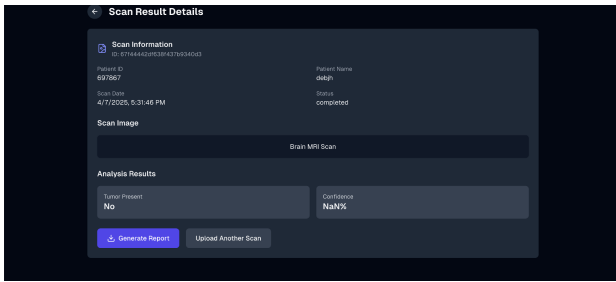 Scan Result Details
Scan Information
ID: 67f44442df638f437b9340d3
Patient ID
697867
Patient Name
debjh
Scan Date
4/7/2025, 5:31:46 PM
Status
completed
Scan Image
Brain MRI Scan
Analysis Results
Tumor Present
No
Confidence
NaN%
Generate Report
Upload Another Scan